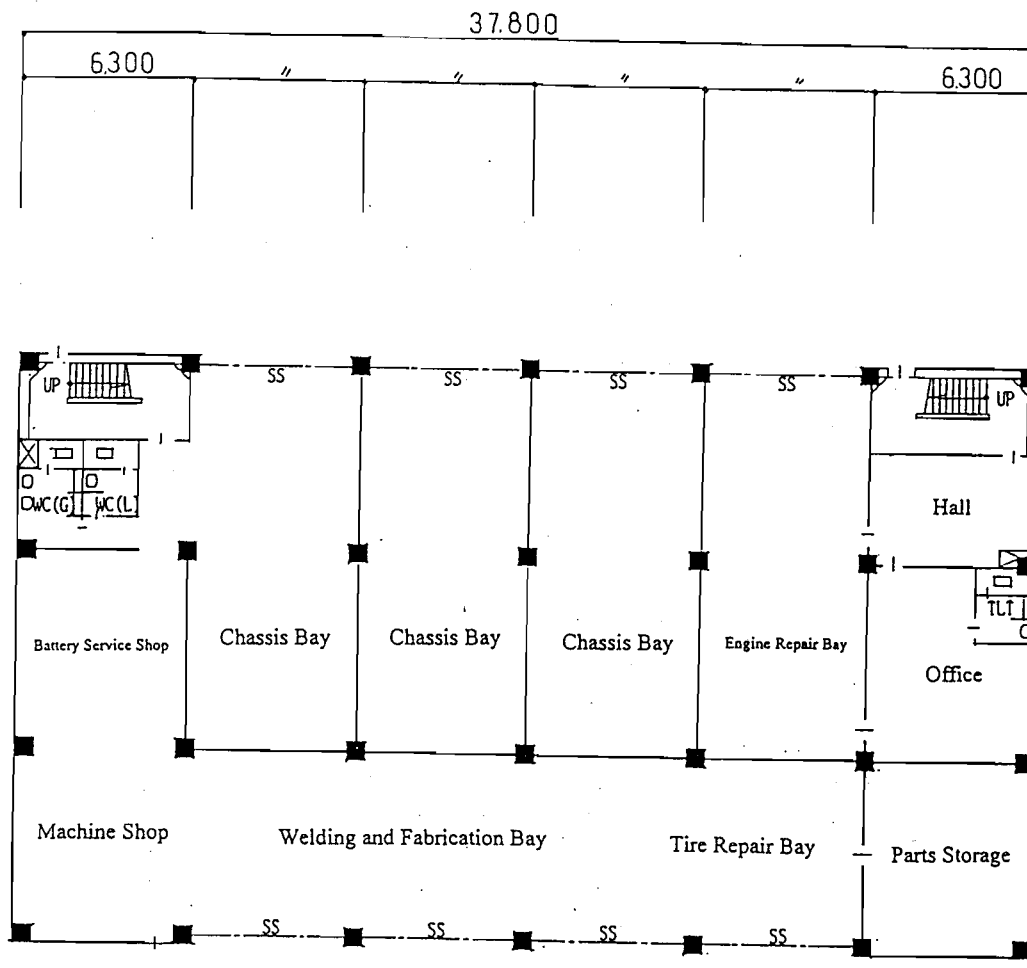 37.800
6,300 〃 〃 〃 〃 6.300
SS SS SS SS
UP UP
WC(G) WC(L)
Hall
TLT
Battery Service Shop Chassis Bay Chassis Bay Chassis Bay Engine Repair Bay
Office
Machine Shop Welding and Fabrication Bay Tire Repair Bay Parts Storage
SS SS SS SS